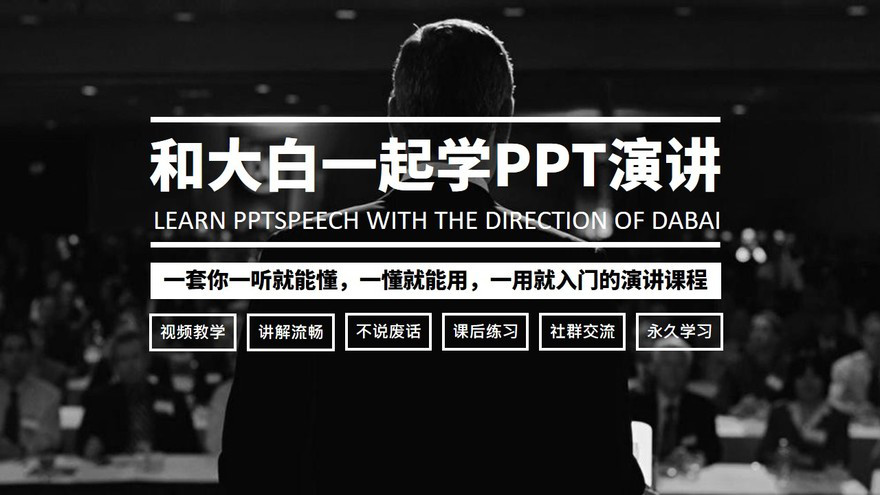 和大白一起学PPT演讲
LEARN PPTSPEECH WITH THE DIRECTION OF DABAI
一套你一听就能懂，一懂就能用，一用就入门的演讲课程
视频教学 讲解流畅 不说废话 课后练习 社群交流 永久学习